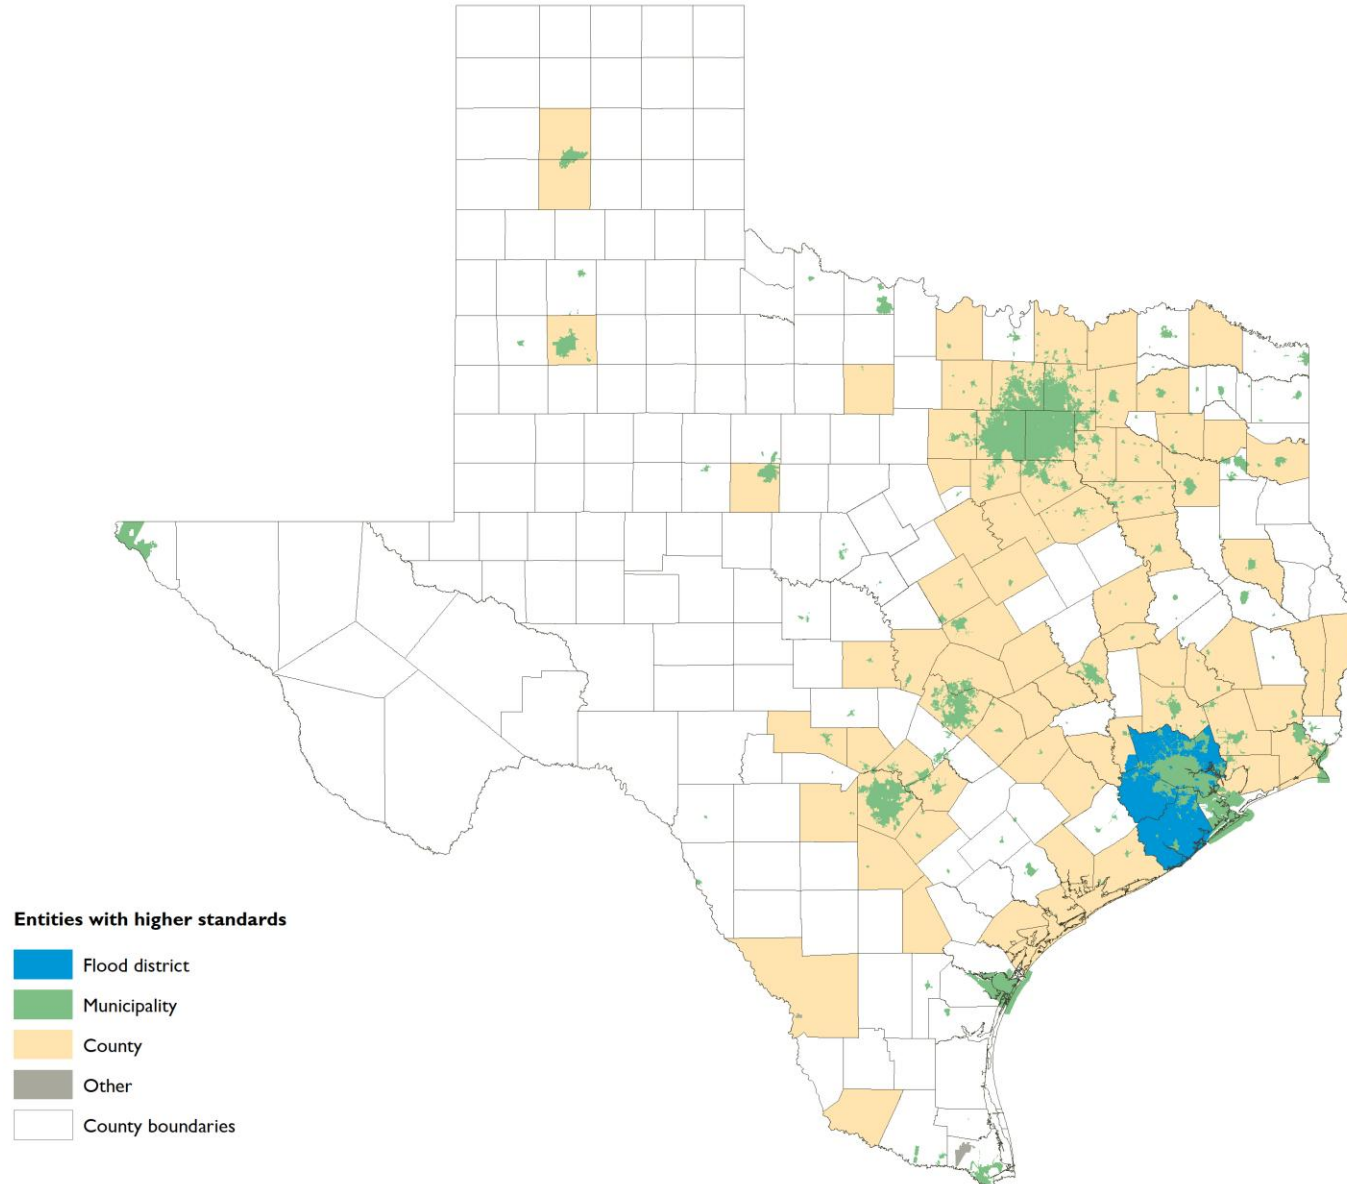 Entities with higher standards
Flood district
Municipality
County
Other
County boundaries